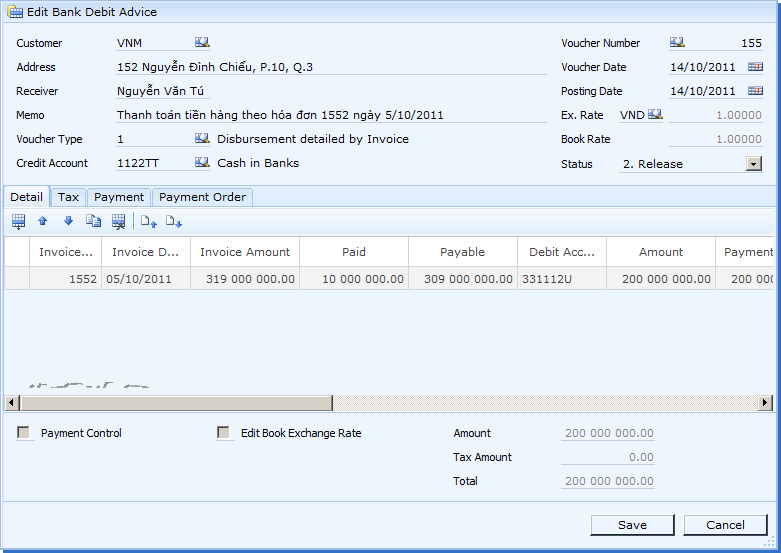 Edit Bank Debit Advice
Customer VNM Voucher Number 155
Address 152 Nguyễn Đình Chiểu, P.10, Q.3 Voucher Date 14/10/2011
Receiver Nguyễn Văn Tú Posting Date 14/10/2011
Memo Thanh toán tiền hàng theo hóa đơn 1552 ngày 5/10/2011 Ex. Rate VND 1.00000
Voucher Type 1 Disbursement detailed by Invoice Book Rate 1.00000
Credit Account 1122TT Cash in Banks Status 2. Release
Detail Tax Payment Payment Order
Invoice... Invoice D... Invoice Amount Paid Payable Debit Acc... Amount Payment
1552 05/10/2011 319 000 000.00 10 000 000.00 309 000 000.00 331112U 200 000 000.00 200 000
Payment Control Edit Book Exchange Rate Amount 200 000 000.00
Tax Amount 0.00
Total 200 000 000.00
Save Cancel